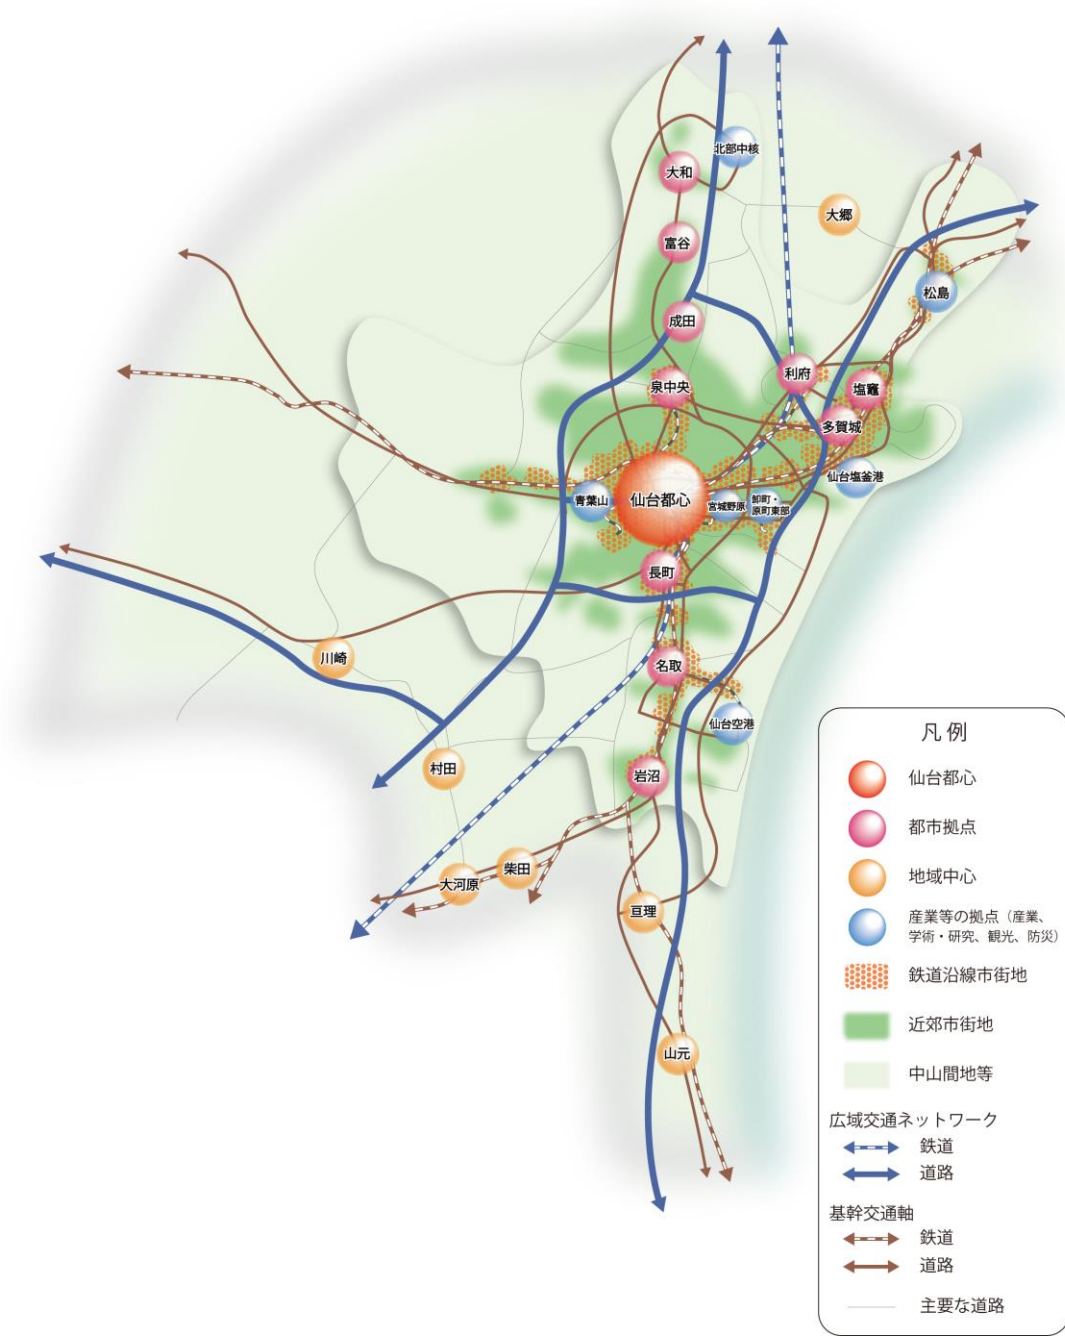 北部中核
大和
大郷
富谷
松島
成田
利府
泉中央
塩竈
多賀城
仙台塩釜港
青葉山
仙台都心
宮城野原
卸町・
原町東部
長町
川崎
名取
仙台空港
村田
岩沼
柴田
大河原
亘理
山元
凡例
仙台都心
都市拠点
地域中心
産業等の拠点（産業、
学術・研究、観光、防災）
鉄道沿線市街地
近郊市街地
中山間地等
広域交通ネットワーク
鉄道
道路
基幹交通軸
鉄道
道路
主要な道路